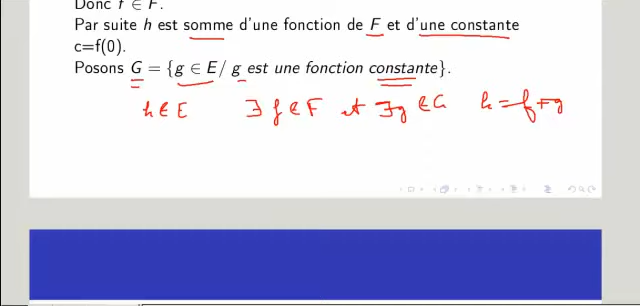 Donc f ∈ F.
Par suite h est somme d'une fonction de F et d'une constante
c=f(0).
Posons G = {g ∈ E/ g est une fonction constante}.
h ∈ E ∃ f ∈ F et ∃ g ∈ G h = f + g